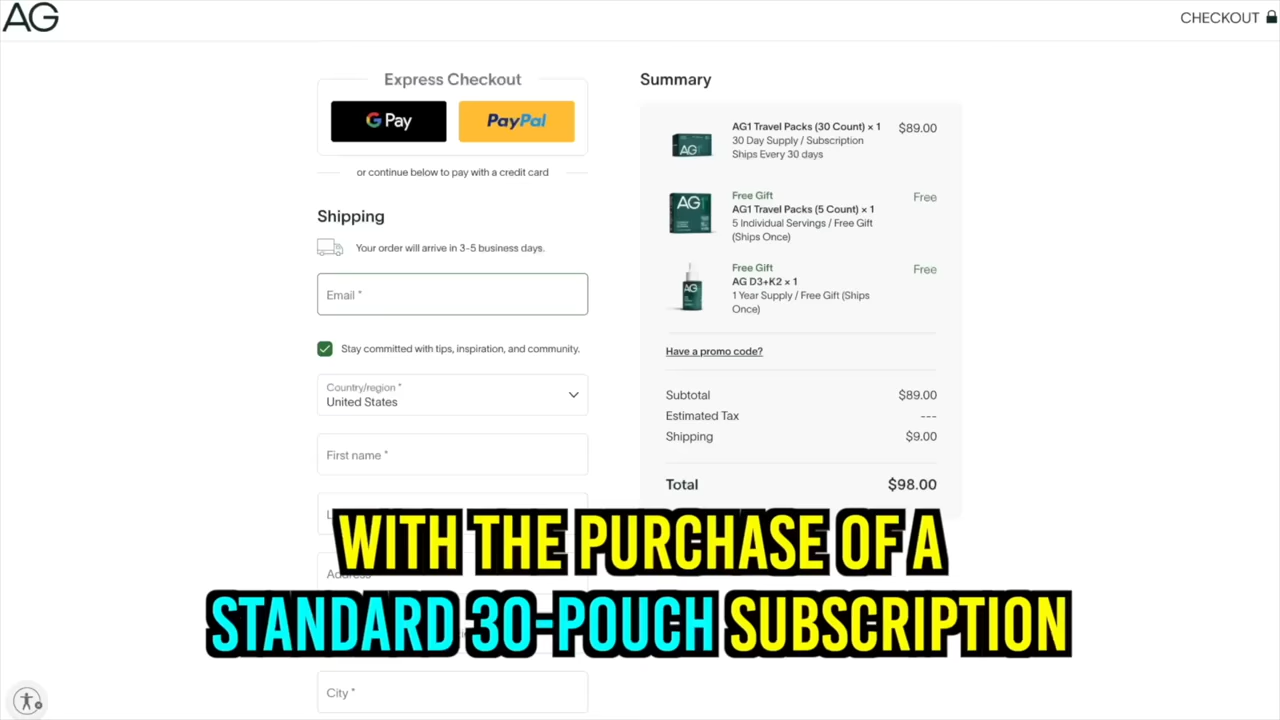 AG
CHECKOUT
Express Checkout
G Pay
PayPal
or continue below to pay with a credit card
Shipping
Your order will arrive in 3-5 business days.
Email *
Stay committed with tips, inspiration, and community.
Country/region *
United States
First name *
Address
City *
Summary
AG1 Travel Packs (30 Count) × 1
$89.00
30 Day Supply / Subscription
Ships Every 30 days
AG
Free Gift
Free
AG1 Travel Packs (5 Count) × 1
5 Individual Servings / Free Gift
(Ships Once)
AG
Free Gift
Free
AG D3+K2 × 1
1 Year Supply / Free Gift (Ships
Once)
AG
Have a promo code?
Subtotal
$89.00
Estimated Tax
---
Shipping
$9.00
Total
$98.00
WITH THE PURCHASE OF A
STANDARD 30-POUCH SUBSCRIPTION